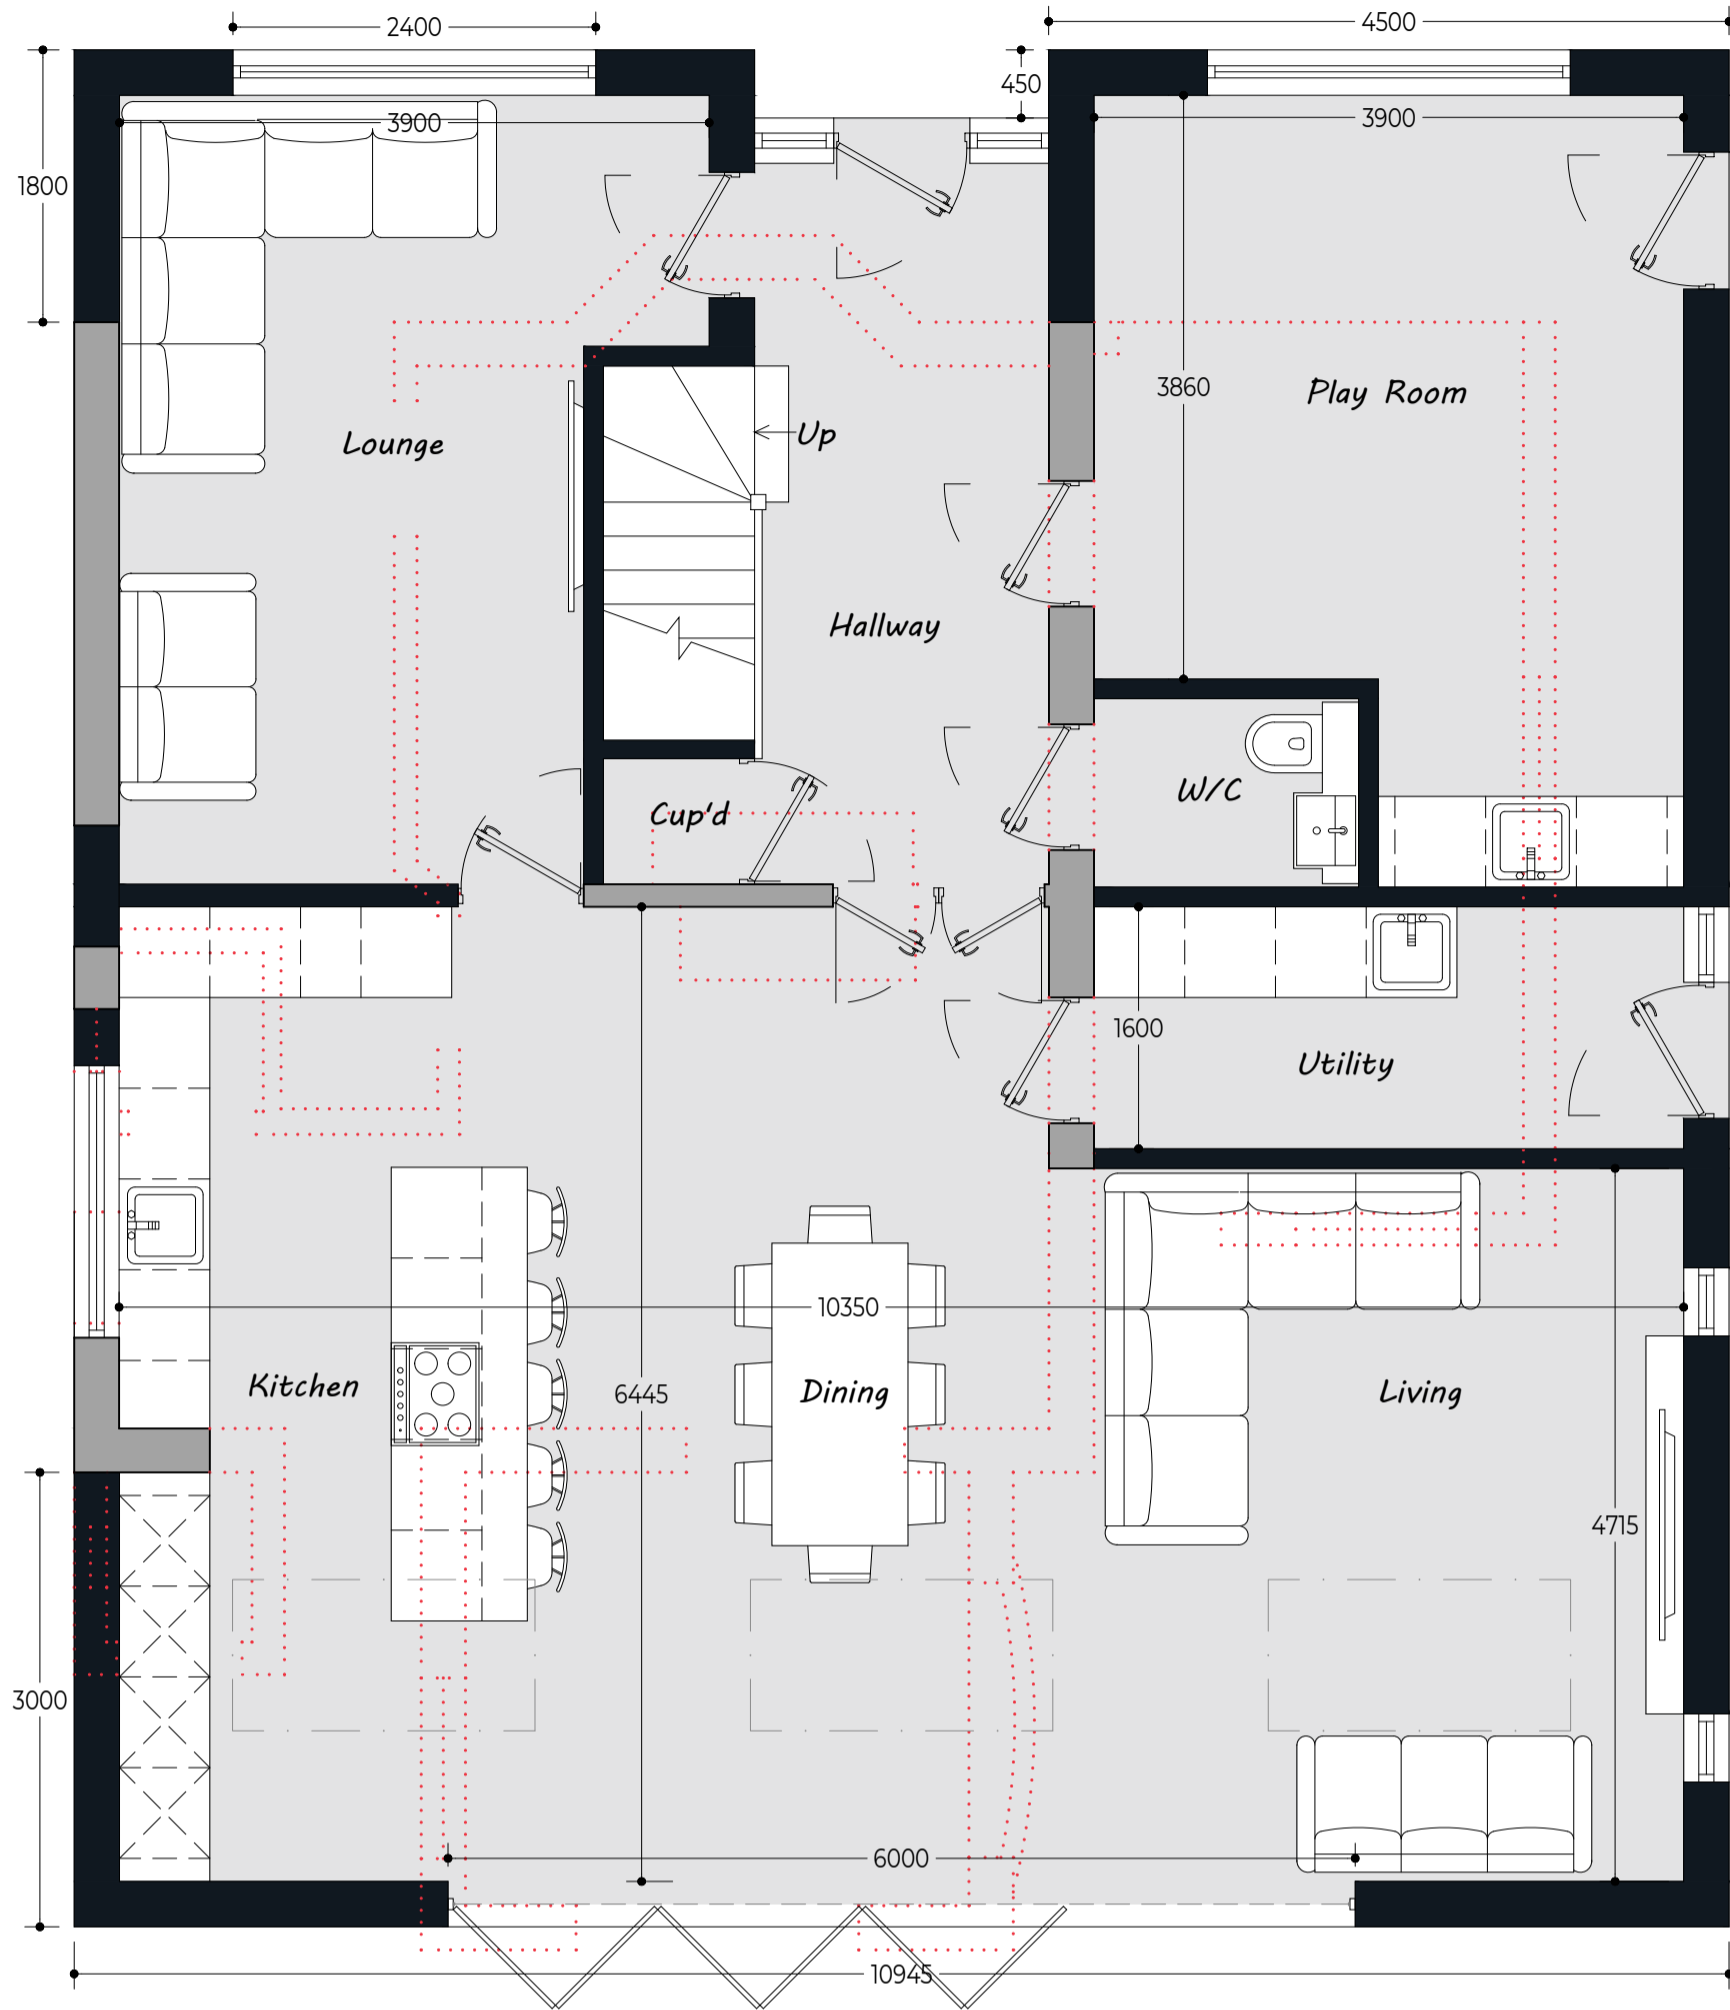 2400
4500
450
3900
3900
1800
3860
Play Room
Lounge
Up
Hallway
W/C
Cup'd
1600
Utility
10350
Kitchen
6445
Dining
Living
4715
3000
6000
10945